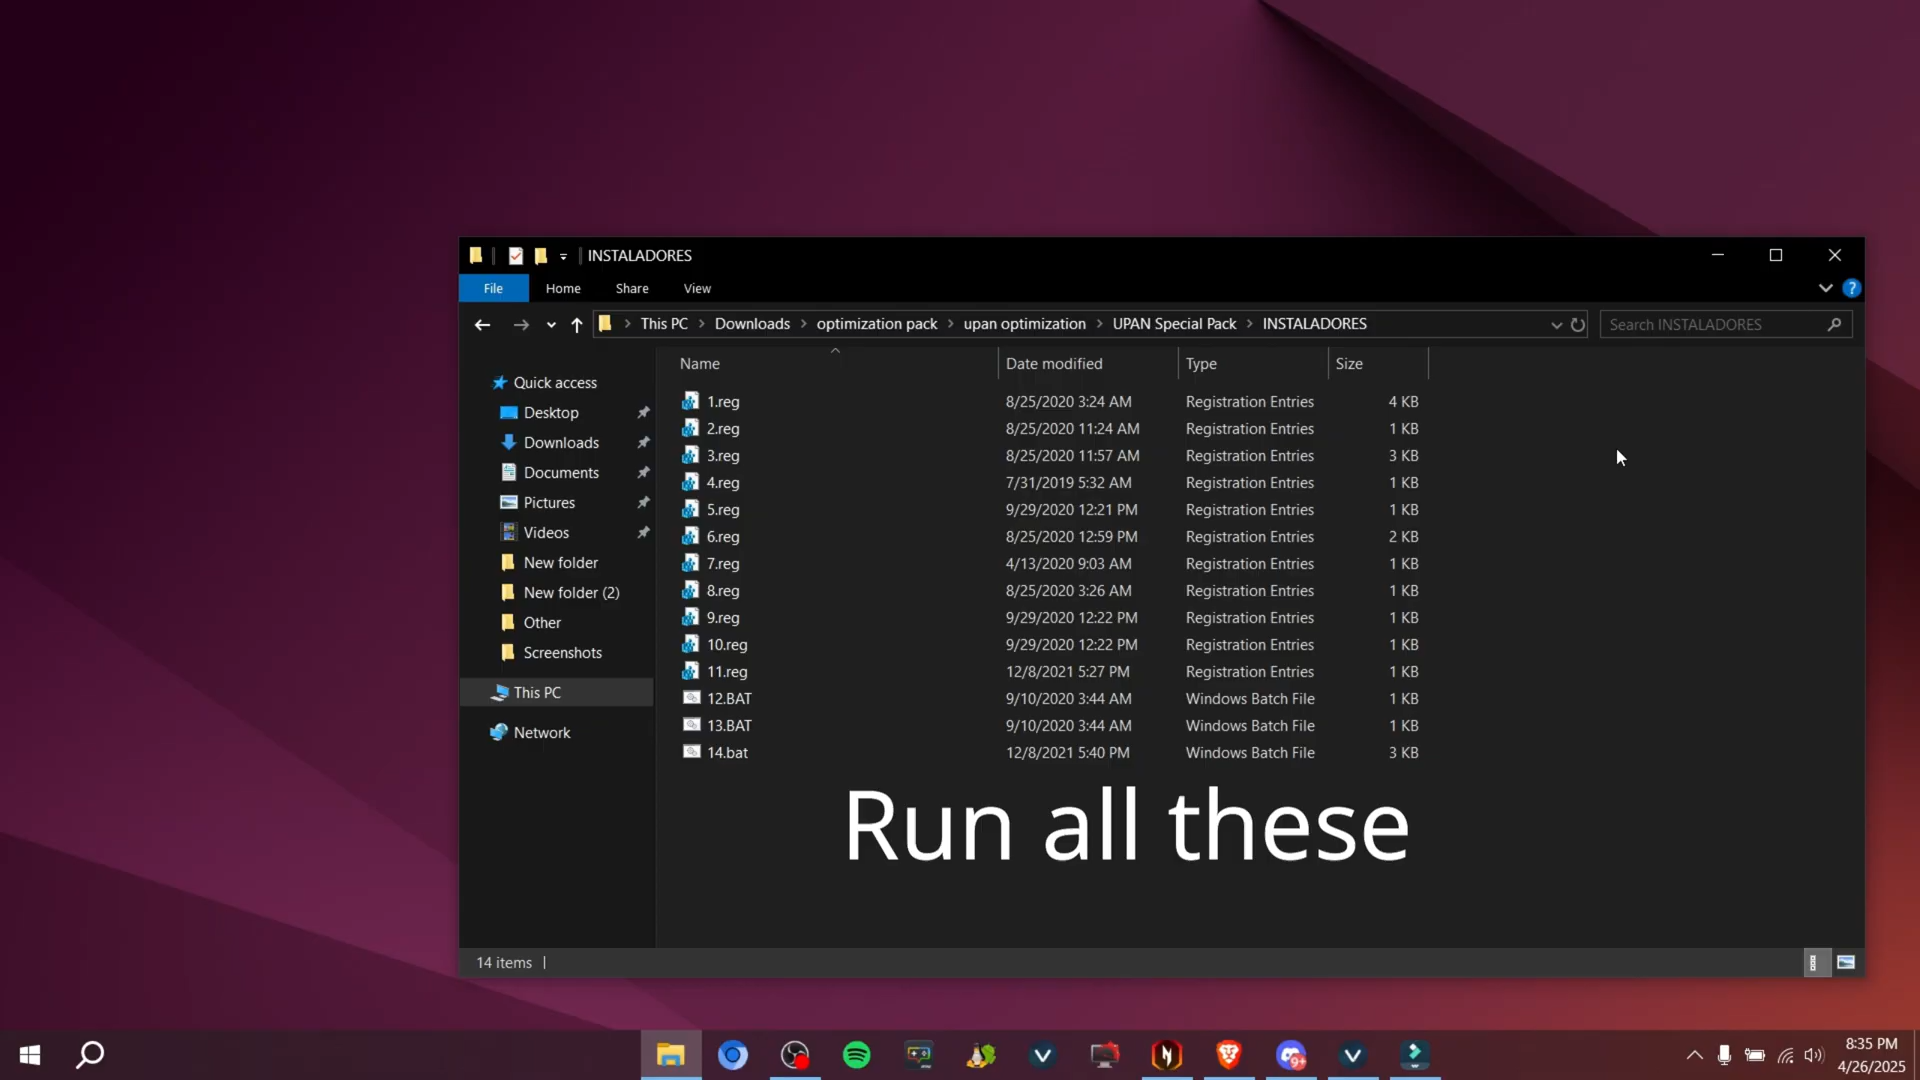 INSTALADORES
File Home Share View
This PC Downloads optimization pack upan optimization UPAN Special Pack INSTALADORES
Search INSTALADORES
Name Date modified Type Size
Quick access
Desktop
Downloads
Documents
Pictures
Videos
New folder
New folder (2)
Other
Screenshots
This PC
Network
1.reg 8/25/2020 3:24 AM Registration Entries 4 KB
2.reg 8/25/2020 11:24 AM Registration Entries 1 KB
3.reg 8/25/2020 11:57 AM Registration Entries 3 KB
4.reg 7/31/2019 5:32 AM Registration Entries 1 KB
5.reg 9/29/2020 12:21 PM Registration Entries 1 KB
6.reg 8/25/2020 12:59 PM Registration Entries 2 KB
7.reg 4/13/2020 9:03 AM Registration Entries 1 KB
8.reg 8/25/2020 3:26 AM Registration Entries 1 KB
9.reg 9/29/2020 12:22 PM Registration Entries 1 KB
10.reg 9/29/2020 12:22 PM Registration Entries 1 KB
11.reg 12/8/2021 5:27 PM Registration Entries 1 KB
12.BAT 9/10/2020 3:44 AM Windows Batch File 1 KB
13.BAT 9/10/2020 3:44 AM Windows Batch File 1 KB
14.bat 12/8/2021 5:40 PM Windows Batch File 3 KB
Run all these
14 items
9+
8:35 PM
4/26/2025